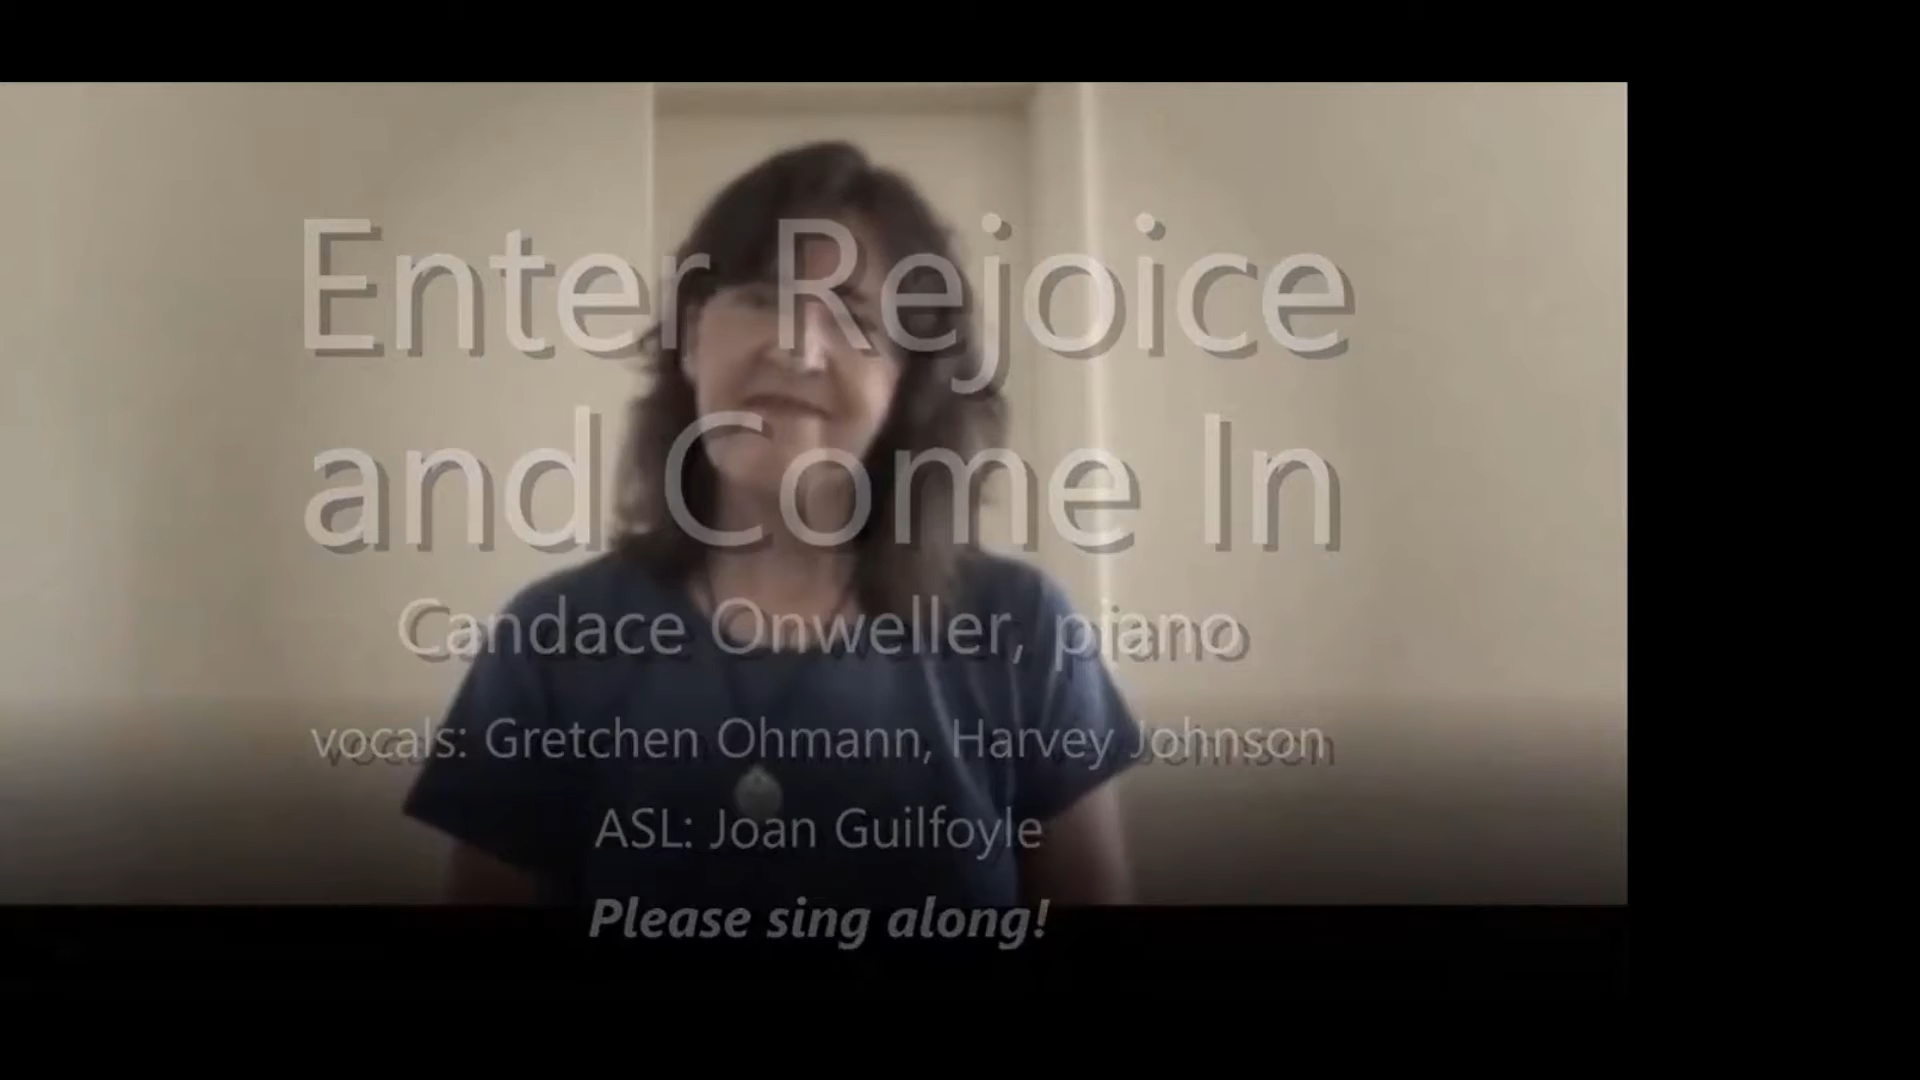 Enter Rejoice
and Come In
Candace Onweller, piano
vocals: Gretchen Ohmann, Harvey Johnson
ASL: Joan Guilfoyle
Please sing along!